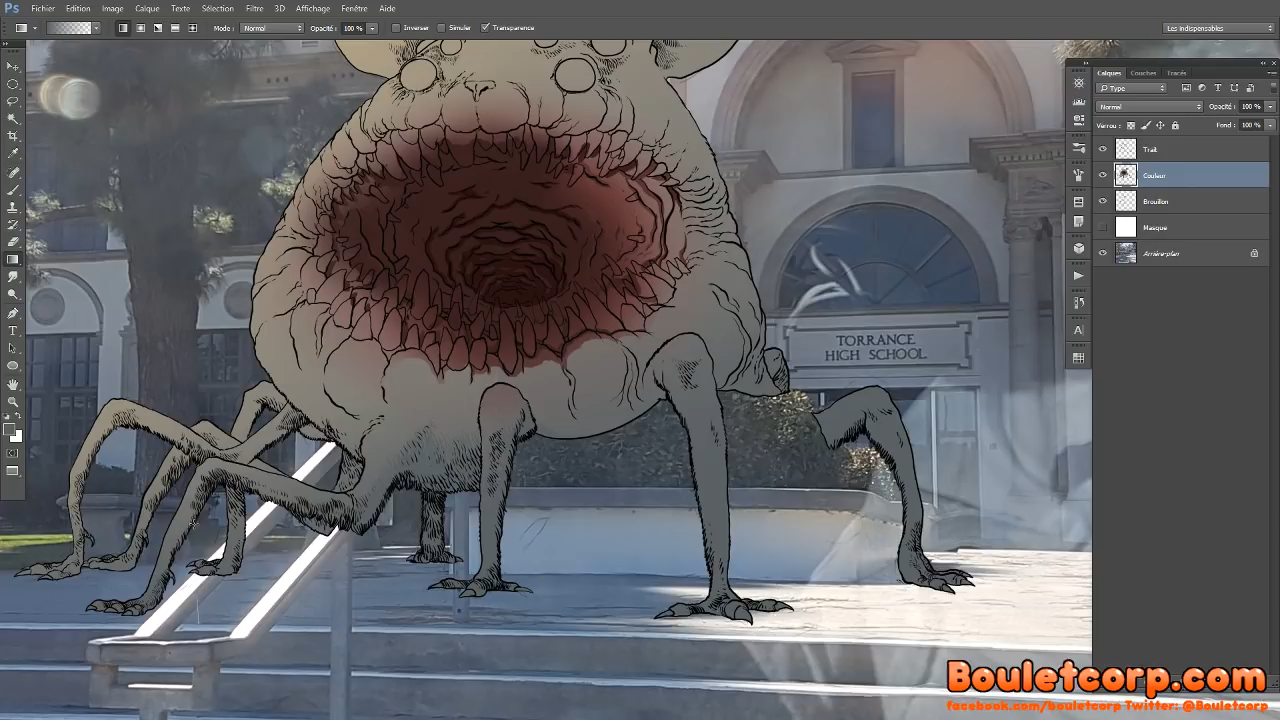 Ps Fichier Edition Image Calque Texte Sélection Filtre 3D Affichage Fenêtre Aide
Mode : Normal Opacité : 100 % Inverser Simuler Transparence Les indispensables
Calques Couches Tracés
Type
Normal Opacité : 100 %
Verrou : Fond : 100 %
Trait
Couleur
Brouillon
Masque
Arrière-plan
TORRANCE
HIGH SCHOOL
Bouletcorp.com
facebook.com/bouletcorp Twitter: @Bouletcorp